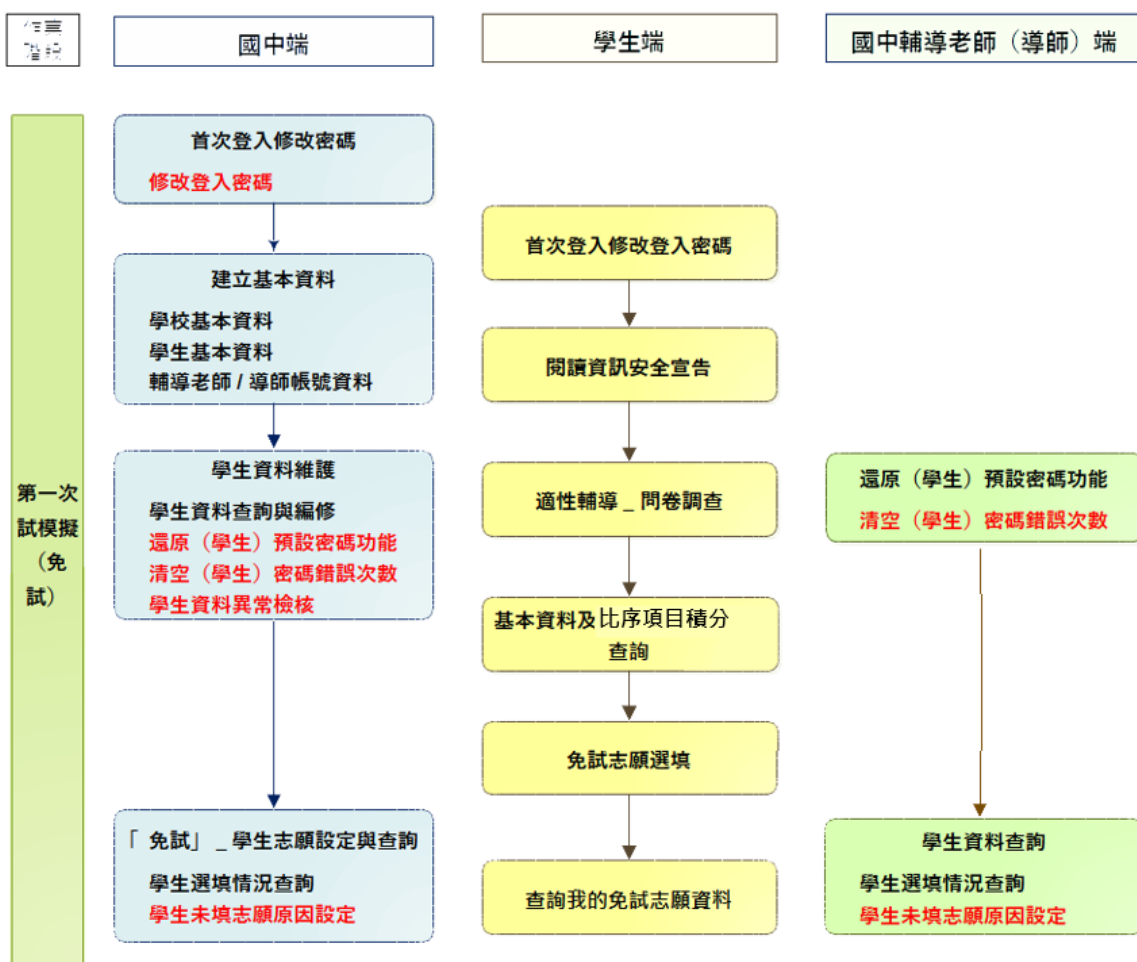 作業
階段
國中端
學生端
國中輔導老師（導師）端
首次登入修改密碼
修改登入密碼
建立基本資料
學校基本資料
學生基本資料
輔導老師 / 導師帳號資料
學生資料維護
學生資料查詢與編修
還原（學生）預設密碼功能
清空（學生）密碼錯誤次數
學生資料異常檢核
「 免試」_ 學生志願設定與查詢
學生選填情況查詢
學生未填志願原因設定
首次登入修改登入密碼
閱讀資訊安全宣告
適性輔導 _ 問卷調查
基本資料及比序項目積分
查詢
免試志願選填
查詢我的免試志願資料
還原（學生）預設密碼功能
清空（學生）密碼錯誤次數
學生資料查詢
學生選填情況查詢
學生未填志願原因設定
第一次
試模擬
（免
試）